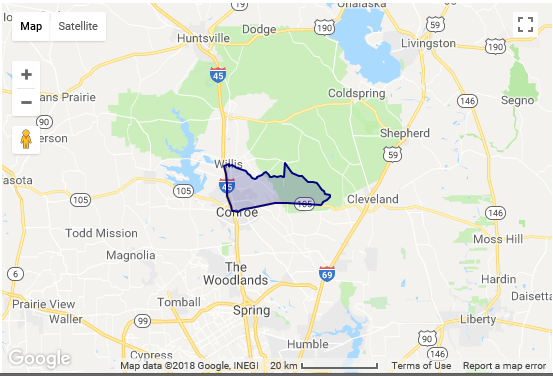 Onalaska
Dodge
190
Map
Satellite
Huntsville
190
Livingston
190
45
ans Prairie
Coldspring
146
Segno
erson
Shepherd
146
59
Willis
asota
105
105
45
Cleveland
105
Conroe
Todd Mission
Moss Hill
Magnolia
The
Woodlands
69
6
Hardin
Tomball
146
Daisetta
Prairie View
Spring
Waller
99
Liberty
90
Cypress
Humble
90
Google
Map data ©2018 Google, INEGI
20 km
Terms of Use
Report a map error